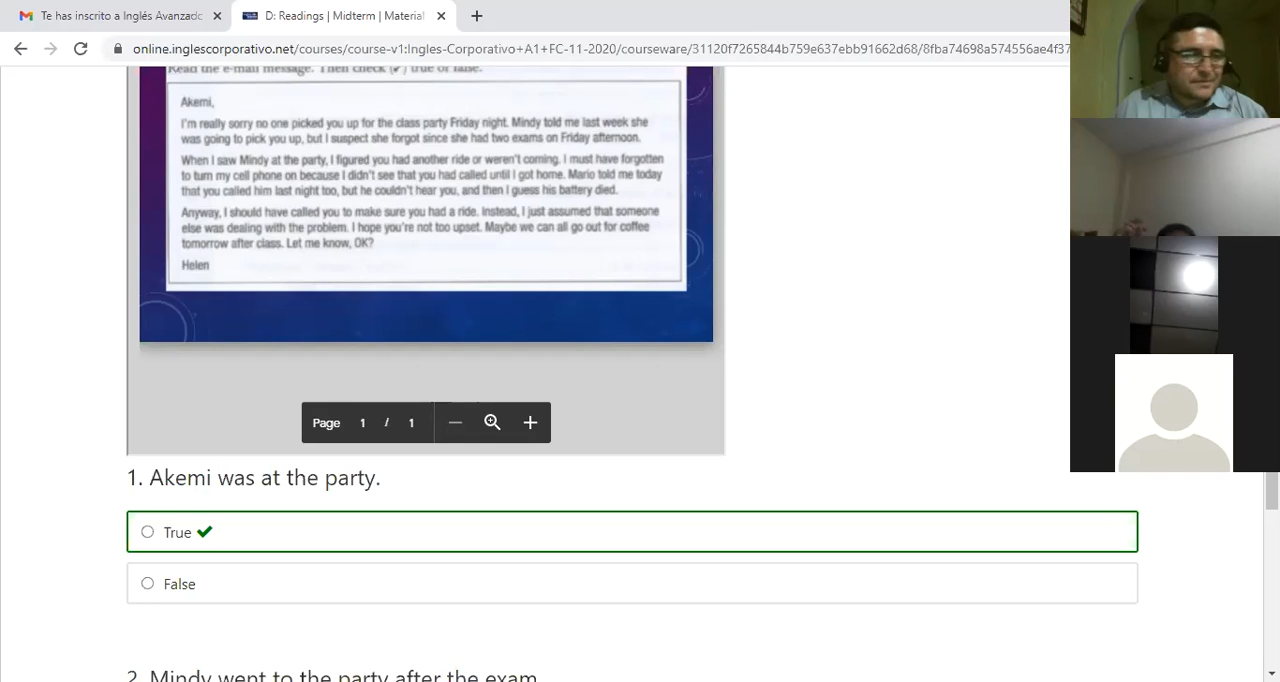 Te has inscrito a Inglés Avanzado
D: Readings | Midterm | Material
online.inglescorporativo.net/courses/course-v1:Ingles-Corporativo+A1+FC-11-2020/courseware/31120f7265844b759e637ebb91662d68/8fba74698a574556ae4f37
Read the e-mail message. Then check (✔) true or false.
Akemi,
I'm really sorry no one picked you up for the class party Friday night. Mindy told me last week she
was going to pick you up, but I suspect she forgot since she had two exams on Friday afternoon.
When I saw Mindy at the party, I figured you had another ride or weren't coming. I must have forgotten
to turn my cell phone on because I didn't see that you had called until I got home. Mario told me today
that you called him last night too, but he couldn't hear you, and then I guess his battery died.
Anyway, I should have called you to make sure you had a ride. Instead, I just assumed that someone
else was dealing with the problem. I hope you're not too upset. Maybe we can all go out for coffee
tomorrow after class. Let me know, OK?
Helen
Page 1 / 1
1. Akemi was at the party.
True
False
2. Mindy went to the party after the exam.